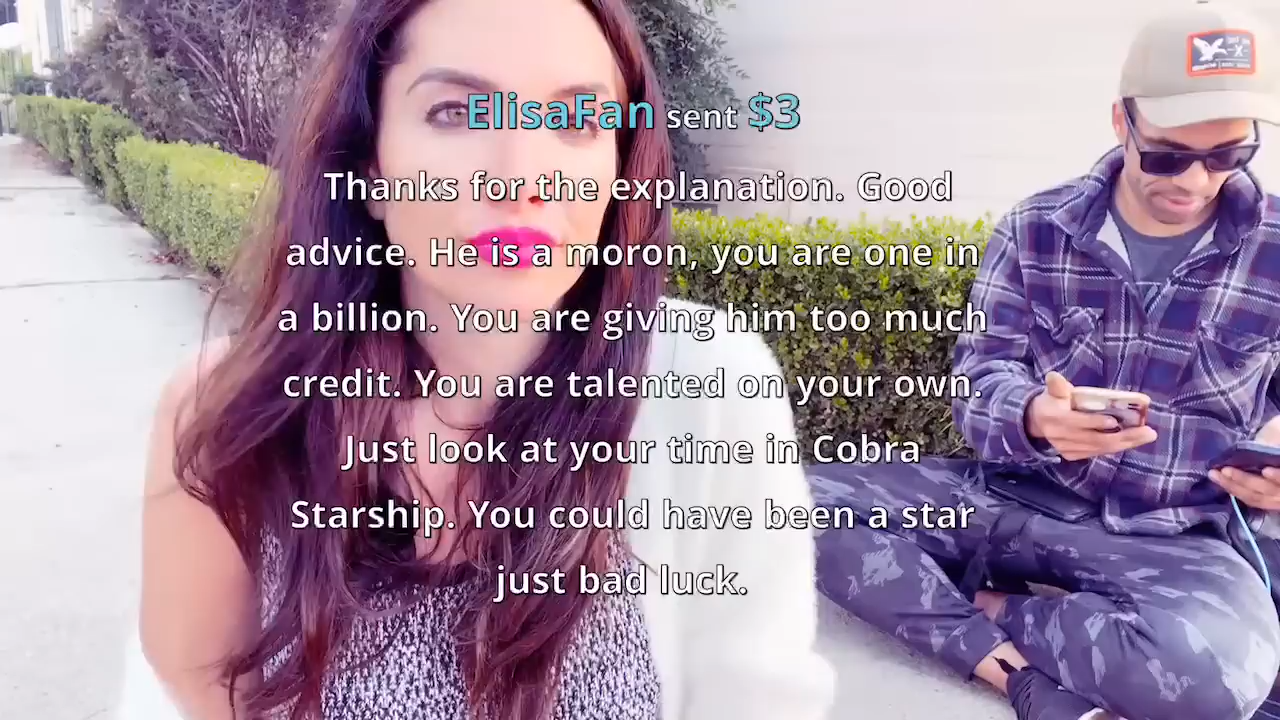 ElisaFan sent $3
Thanks for the explanation. Good
advice. He is a moron, you are one in
a billion. You are giving him too much
credit. You are talented on your own.
Just look at your time in Cobra
Starship. You could have been a star
just bad luck.